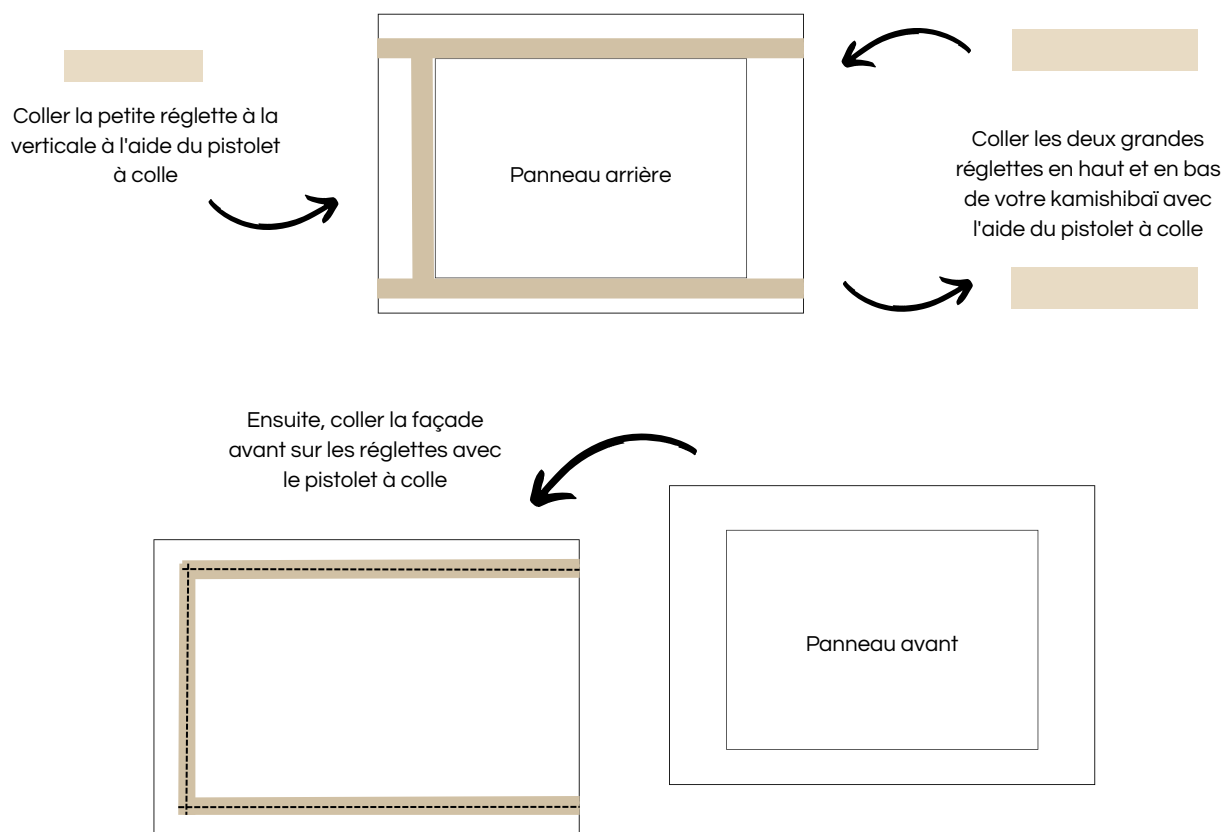 Coller la petite réglette à la
verticale à l'aide du pistolet
à colle
Panneau arrière
Coller les deux grandes
réglettes en haut et en bas
de votre kamishibaï avec
l'aide du pistolet à colle
Ensuite, coller la façade
avant sur les réglettes avec
le pistolet à colle
Panneau avant